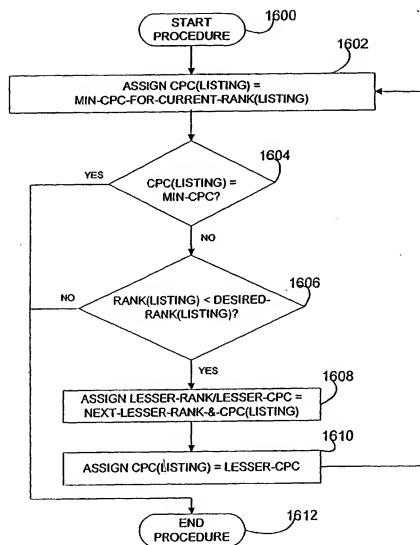 START
PROCEDURE
1600
1602
ASSIGN CPC(LISTING) =
MIN-CPC-FOR-CURRENT-RANK(LISTING)
1604
YES
CPC(LISTING) =
MIN-CPC?
NO
1606
NO
RANK(LISTING) < DESIRED-
RANK(LISTING)?
YES
1608
ASSIGN LESSER-RANK/LESSER-CPC =
NEXT-LESSER-RANK-&-CPC(LISTING)
1610
ASSIGN CPC(LISTING) = LESSER-CPC
END
PROCEDURE
1612